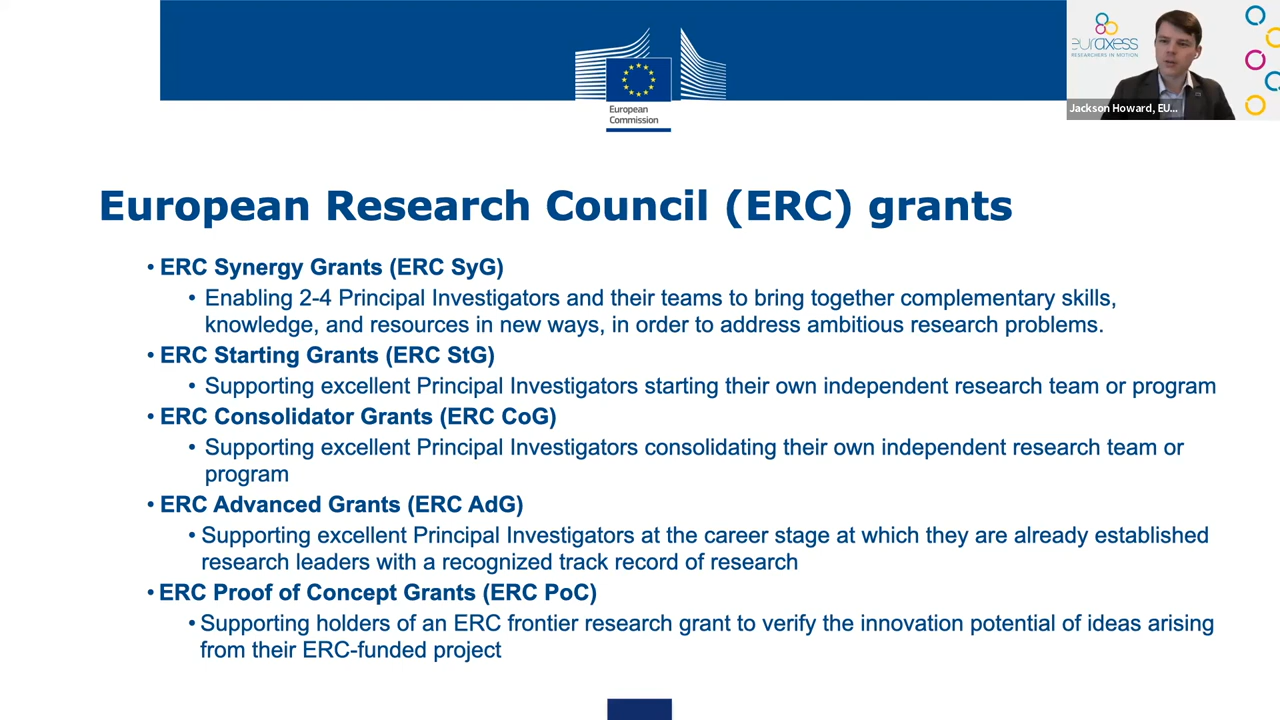 European
Commission
euraxess
RESEARCHERS IN MOTION
Jackson Howard, EU...
European Research Council (ERC) grants
• ERC Synergy Grants (ERC SyG)
• Enabling 2-4 Principal Investigators and their teams to bring together complementary skills,
knowledge, and resources in new ways, in order to address ambitious research problems.
• ERC Starting Grants (ERC StG)
• Supporting excellent Principal Investigators starting their own independent research team or program
• ERC Consolidator Grants (ERC CoG)
• Supporting excellent Principal Investigators consolidating their own independent research team or
program
• ERC Advanced Grants (ERC AdG)
• Supporting excellent Principal Investigators at the career stage at which they are already established
research leaders with a recognized track record of research
• ERC Proof of Concept Grants (ERC PoC)
• Supporting holders of an ERC frontier research grant to verify the innovation potential of ideas arising
from their ERC-funded project